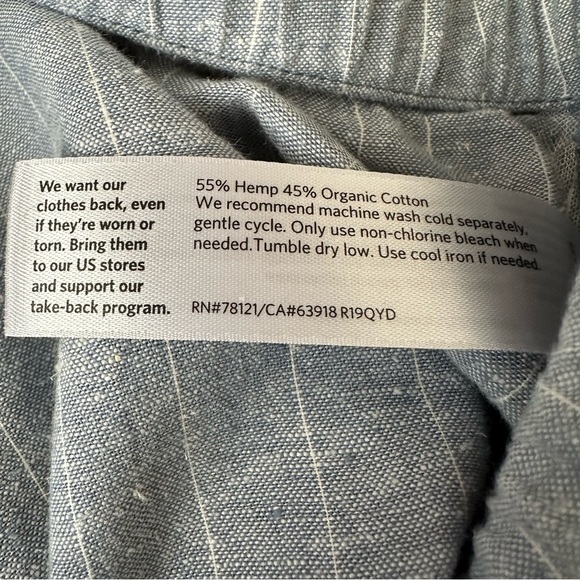 We want our
clothes back, even
if they're worn or
torn. Bring them
to our US stores
and support our
take-back program.
55% Hemp 45% Organic Cotton
We recommend machine wash cold separately,
gentle cycle. Only use non-chlorine bleach when
needed.Tumble dry low. Use cool iron if needed.
RN#78121/CA#63918 R19QYD